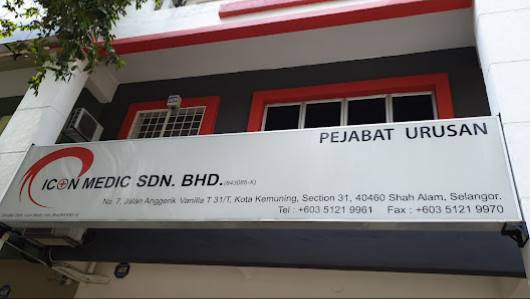 PEJABAT URUSAN
ICON MEDIC SDN. BHD. (643086-K)
No. 7, Jalan Anggerik Vanilla T 31/T, Kota Kemuning, Section 31, 40460 Shah Alam, Selangor.
Tel : +603 5121 9961 Fax : +603 5121 9970